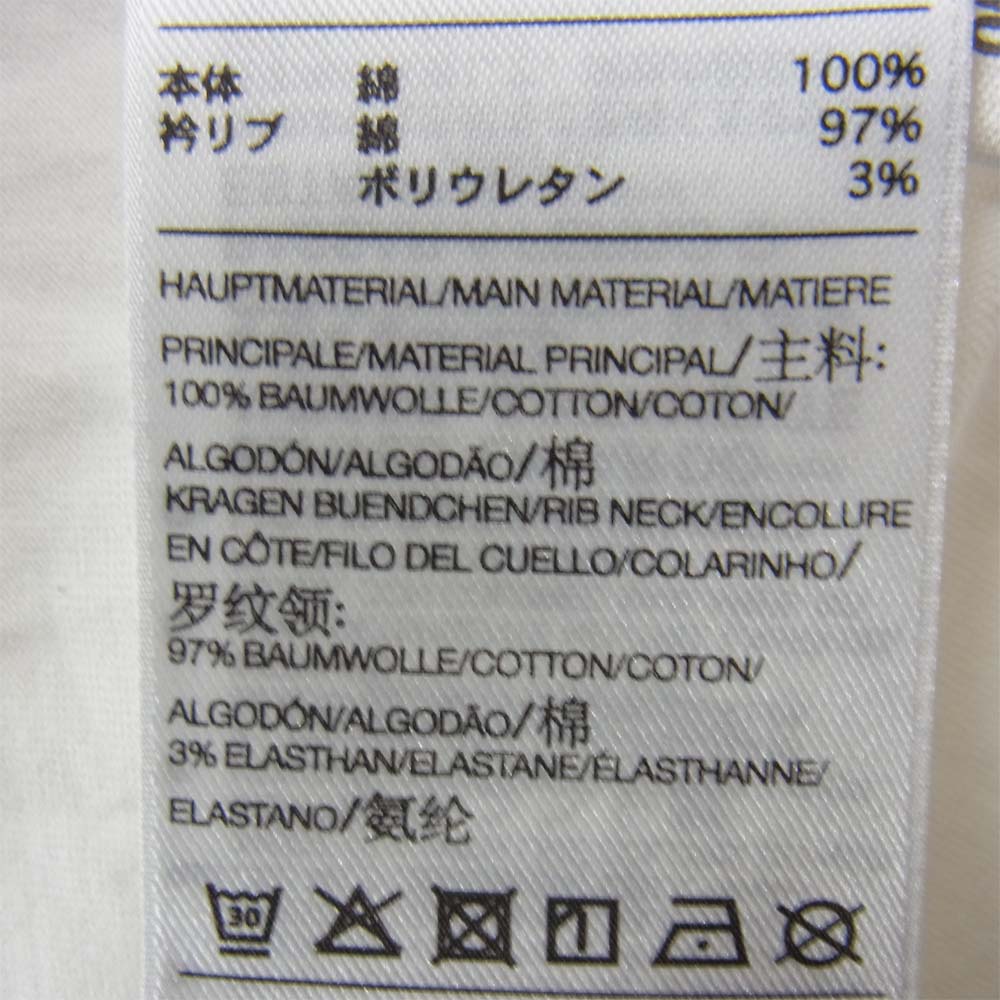 本体 綿 100%
衿リブ 綿 97%
ポリウレタン 3%
HAUPTMATERIAL/MAIN MATERIAL/MATIERE
PRINCIPALE/MATERIAL PRINCIPAL/主料:
100% BAUMWOLLE/COTTON/COTON/
ALGODÓN/ALGODÃO/棉
KRAGEN BUENDCHEN/RIB NECK/ENCOLURE
EN CÔTE/FILO DEL CUELLO/COLARINHO/
罗纹领:
97% BAUMWOLLE/COTTON/COTON/
ALGODÓN/ALGODÃO/棉
3% ELASTHAN/ELASTANE/ÉLASTHANNE/
ELASTANO/氨纶
30